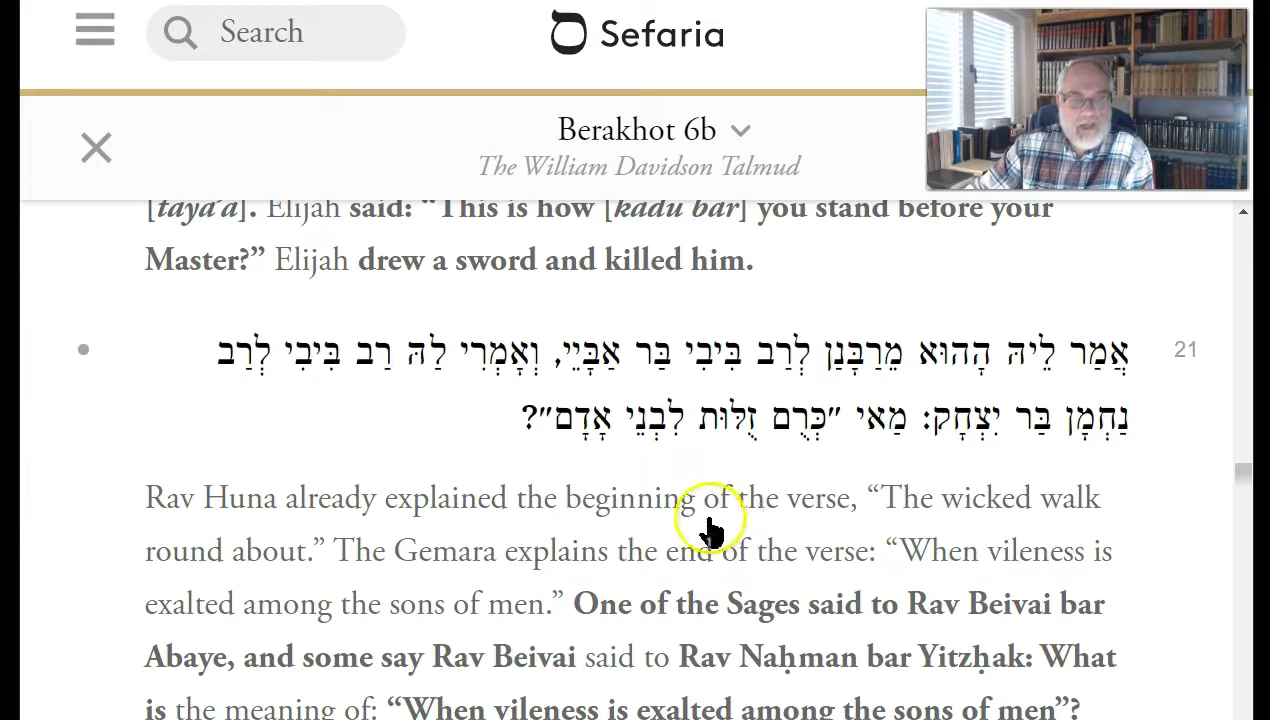 Search
Sefaria
Berakhot 6b
The William Davidson Talmud
[taya’a]. Elijah said: “This is how [kadu bar] you stand before your
Master?” Elijah drew a sword and killed him.
21
אֲמַר לֵיהּ הָהוּא מֵרַבָּנַן לְרַב בִּיבִי בַּר אַבָּיֵי, וְאָמְרִי לַהּ רַב בִּיבִי לְרַב
נַחְמָן בַּר יִצְחָק: מַאי ״כְּרֻם זֻלּוּת לִבְנֵי אָדָם״?
Rav Huna already explained the beginning of the verse, “The wicked walk
round about.” The Gemara explains the end of the verse: “When vileness is
exalted among the sons of men.” One of the Sages said to Rav Beivai bar
Abaye, and some say Rav Beivai said to Rav Naḥman bar Yitzḥak: What
is the meaning of: “When vileness is exalted among the sons of men”?